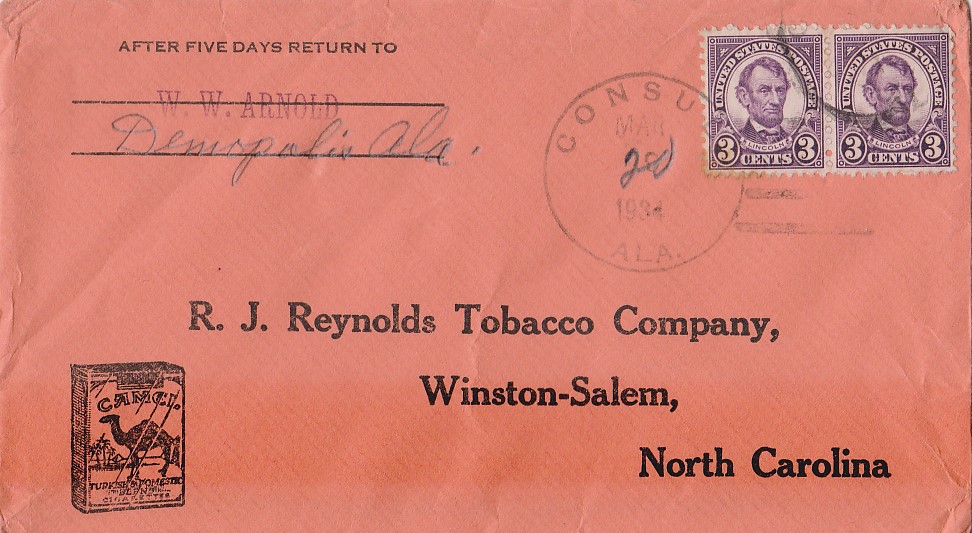 AFTER FIVE DAYS RETURN TO
W. W. ARNOLD
Demopolis Ala.
CONSU
MAR
28
1934
ALA.
UNITED STATES POSTAGE
LINCOLN
3 CENTS 3
UNITED STATES POSTAGE
LINCOLN
3 CENTS 3
R. J. Reynolds Tobacco Company,
Winston-Salem,
North Carolina
CAMEL
TURKISH & DOMESTIC
BLEND
CIGARETTES